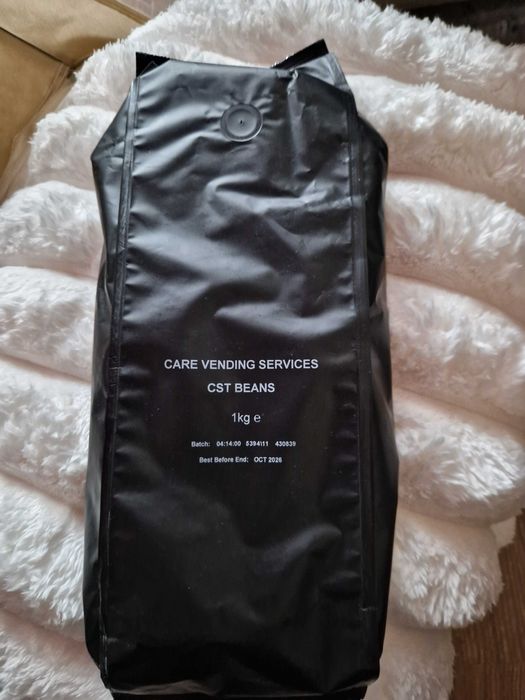 CARE VENDING SERVICES
CST BEANS
1kg e
Batch: 04:14:00 5394111 430839
Best Before End: OCT 2026